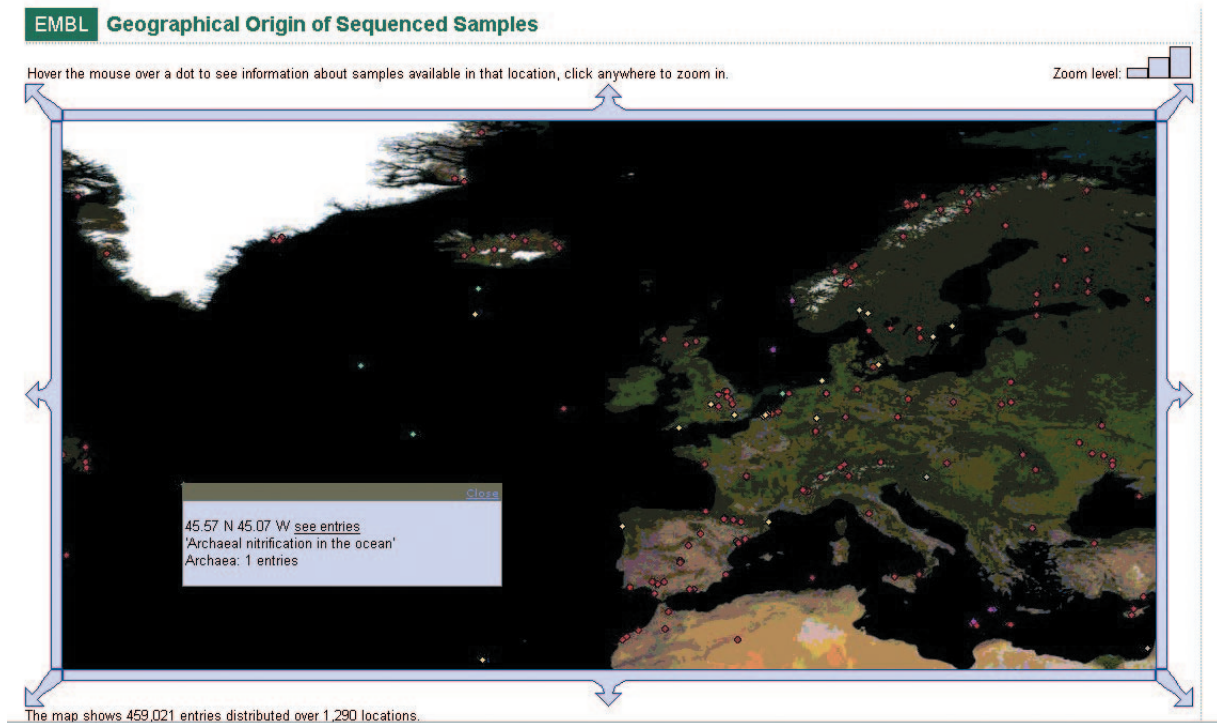 EMBL Geographical Origin of Sequenced Samples
Hover the mouse over a dot to see information about samples available in that location, click anywhere to zoom in.
Zoom level:
Close
45.57 N 45.07 W see entries
'Archaeal nitrification in the ocean'
Archaea: 1 entries
The map shows 459,021 entries distributed over 1,290 locations.